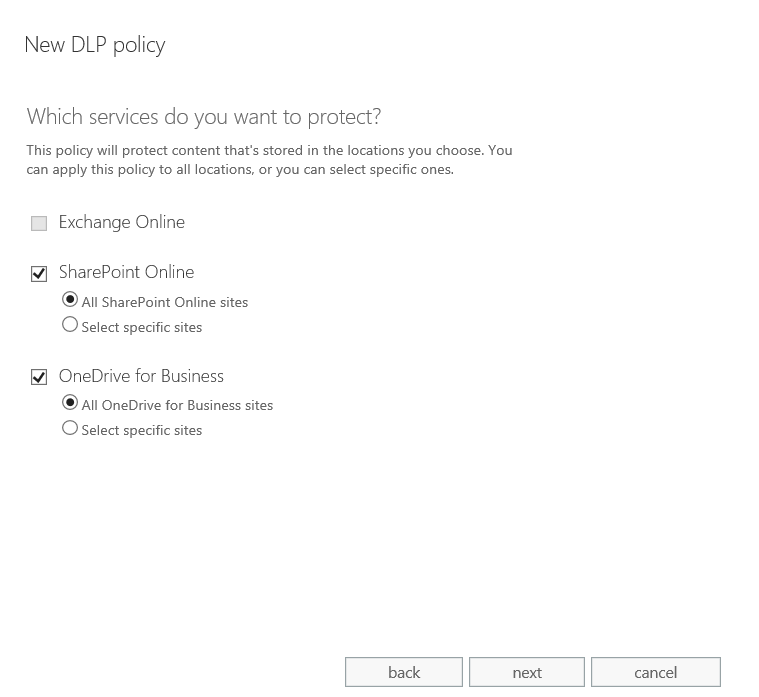 New DLP policy
Which services do you want to protect?
This policy will protect content that's stored in the locations you choose. You
can apply this policy to all locations, or you can select specific ones.
Exchange Online
SharePoint Online
All SharePoint Online sites
Select specific sites
OneDrive for Business
All OneDrive for Business sites
Select specific sites
back next cancel